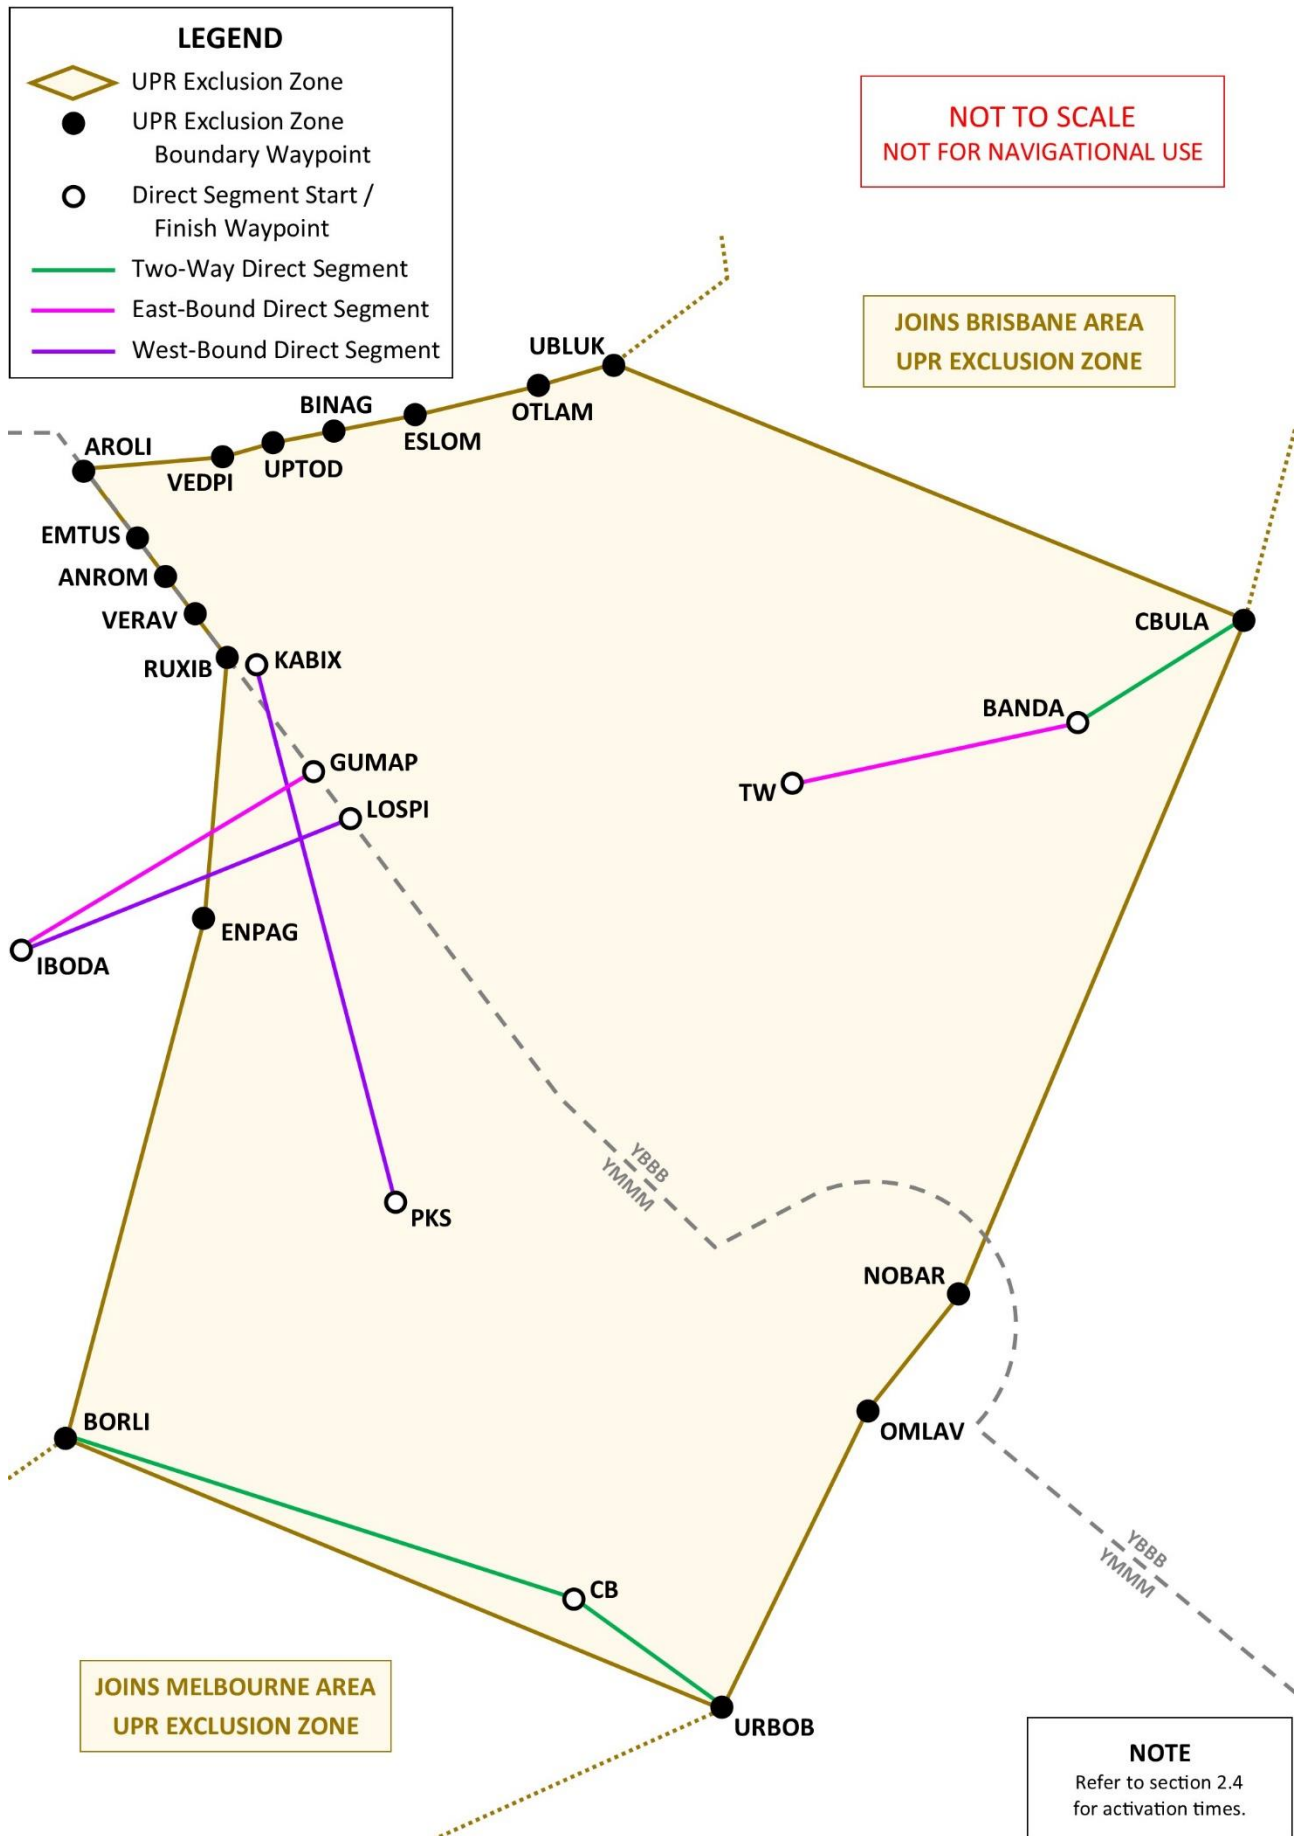 LEGEND
UPR Exclusion Zone
UPR Exclusion Zone
Boundary Waypoint
Direct Segment Start /
Finish Waypoint
Two-Way Direct Segment
East-Bound Direct Segment
West-Bound Direct Segment
NOT TO SCALE
NOT FOR NAVIGATIONAL USE
JOINS BRISBANE AREA
UPR EXCLUSION ZONE
UBLUK
OTLAM
BINAG
ESLOM
AROLI
UPTOD
VEDPI
EMTUS
ANROM
VERAV
RUXIB
KABIX
CBULA
BANDA
TW
GUMAP
LOSPI
ENPAG
IBODA
YBBB
YMMM
PKS
NOBAR
OMLAV
BORLI
YBBB
YMMM
CB
URBOB
JOINS MELBOURNE AREA
UPR EXCLUSION ZONE
NOTE
Refer to section 2.4
for activation times.